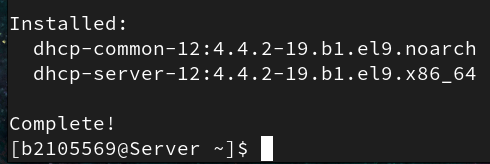 Installed:
dhcp-common-12:4.4.2-19.b1.el9.noarch
dhcp-server-12:4.4.2-19.b1.el9.x86_64
Complete!
[b2105569@Server ~]$